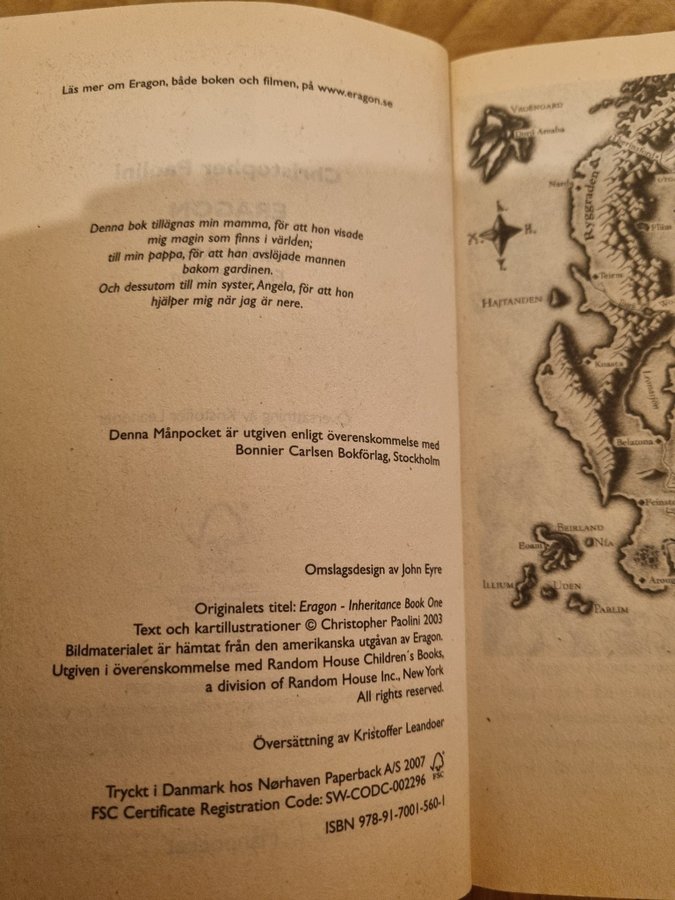 Läs mer om Eragon, både boken och filmen, på www.eragon.se
Denna bok tillägnas min mamma, för att hon visade
mig magin som finns i världen;
till min pappa, för att han avslöjade mannen
bakom gardinen.
Och dessutom till min syster, Angela, för att hon
hjälper mig när jag är nere.
Denna Månpocket är utgiven enligt överenskommelse med
Bonnier Carlsen Bokförlag, Stockholm
Omslagsdesign av John Eyre
Originalets titel: Eragon - Inheritance Book One
Text och kartillustrationer © Christopher Paolini 2003
Bildmaterialet är hämtat från den amerikanska utgåvan av Eragon.
Utgiven i överenskommelse med Random House Children´s Books,
a division of Random House Inc., New York
All rights reserved.
Översättning av Kristoffer Leandoer
Tryckt i Danmark hos Nørhaven Paperback A/S 2007
FSC
FSC Certificate Registration Code: SW-CODC-002296
ISBN 978-91-7001-560-1
Vroengard
Narda
Ryggraden
Teirm
Hajtanden
Kuasta
Leonasjön
Belatona
Feinst
Beirland
Eoam
Nía
Illium
Uden
Parlim
Aroug